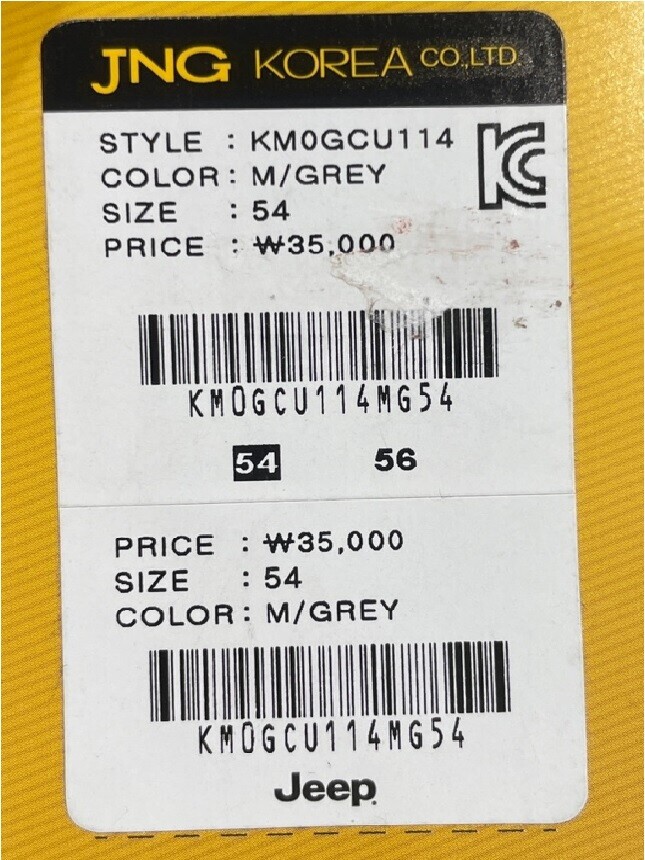 JNG KOREA CO.,LTD.
STYLE : KM0GCU114
COLOR : M/GREY
SIZE : 54
PRICE : ₩35,000
KM0GCU114MG54
54 56
PRICE : ₩35,000
SIZE : 54
COLOR : M/GREY
KM0GCU114MG54
Jeep